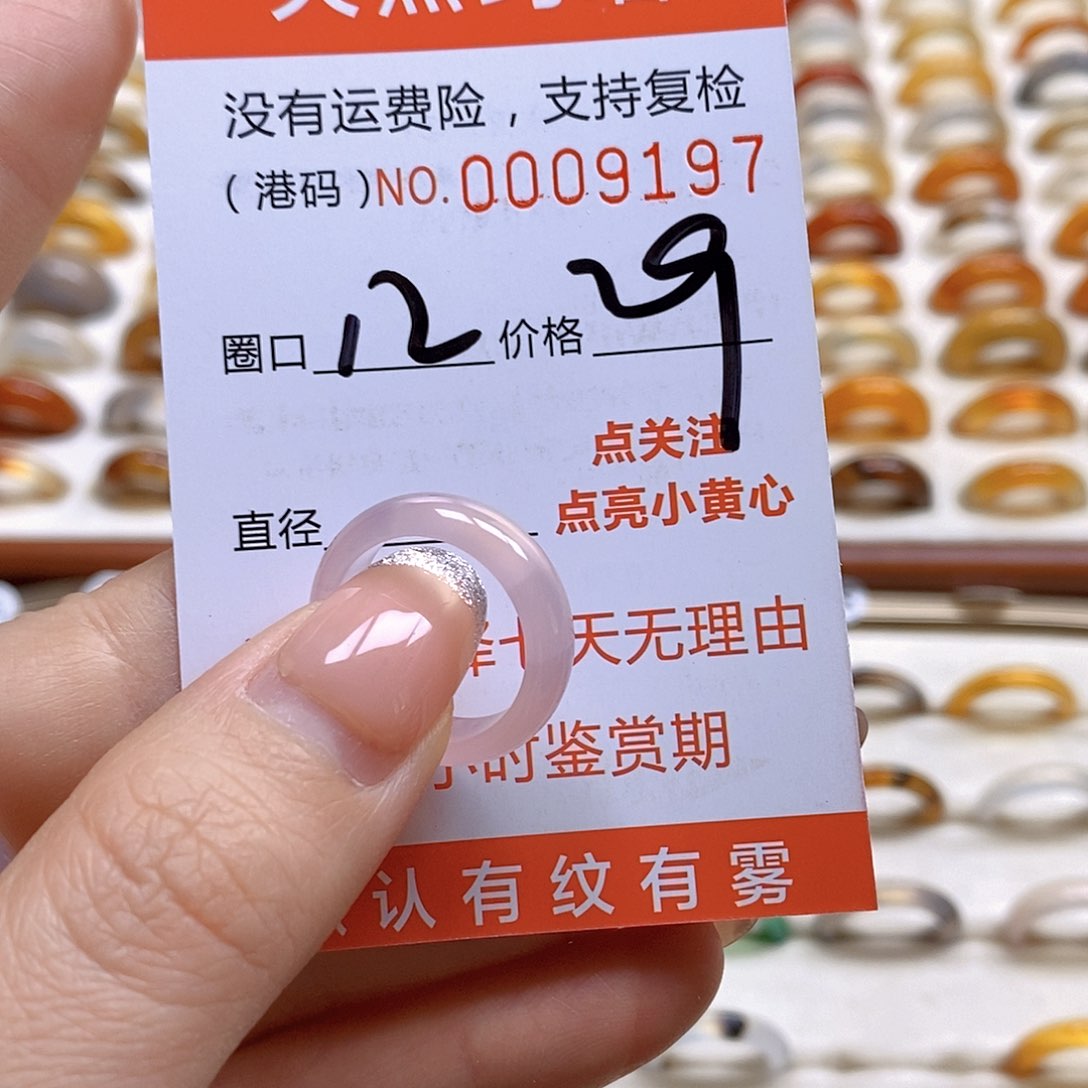 没有运费险，支持复检
(港码)NO.0009197
圈口 12 价格 29
点关注
直径 点亮小黄心
天无理由
小时鉴赏期
认有纹有雾